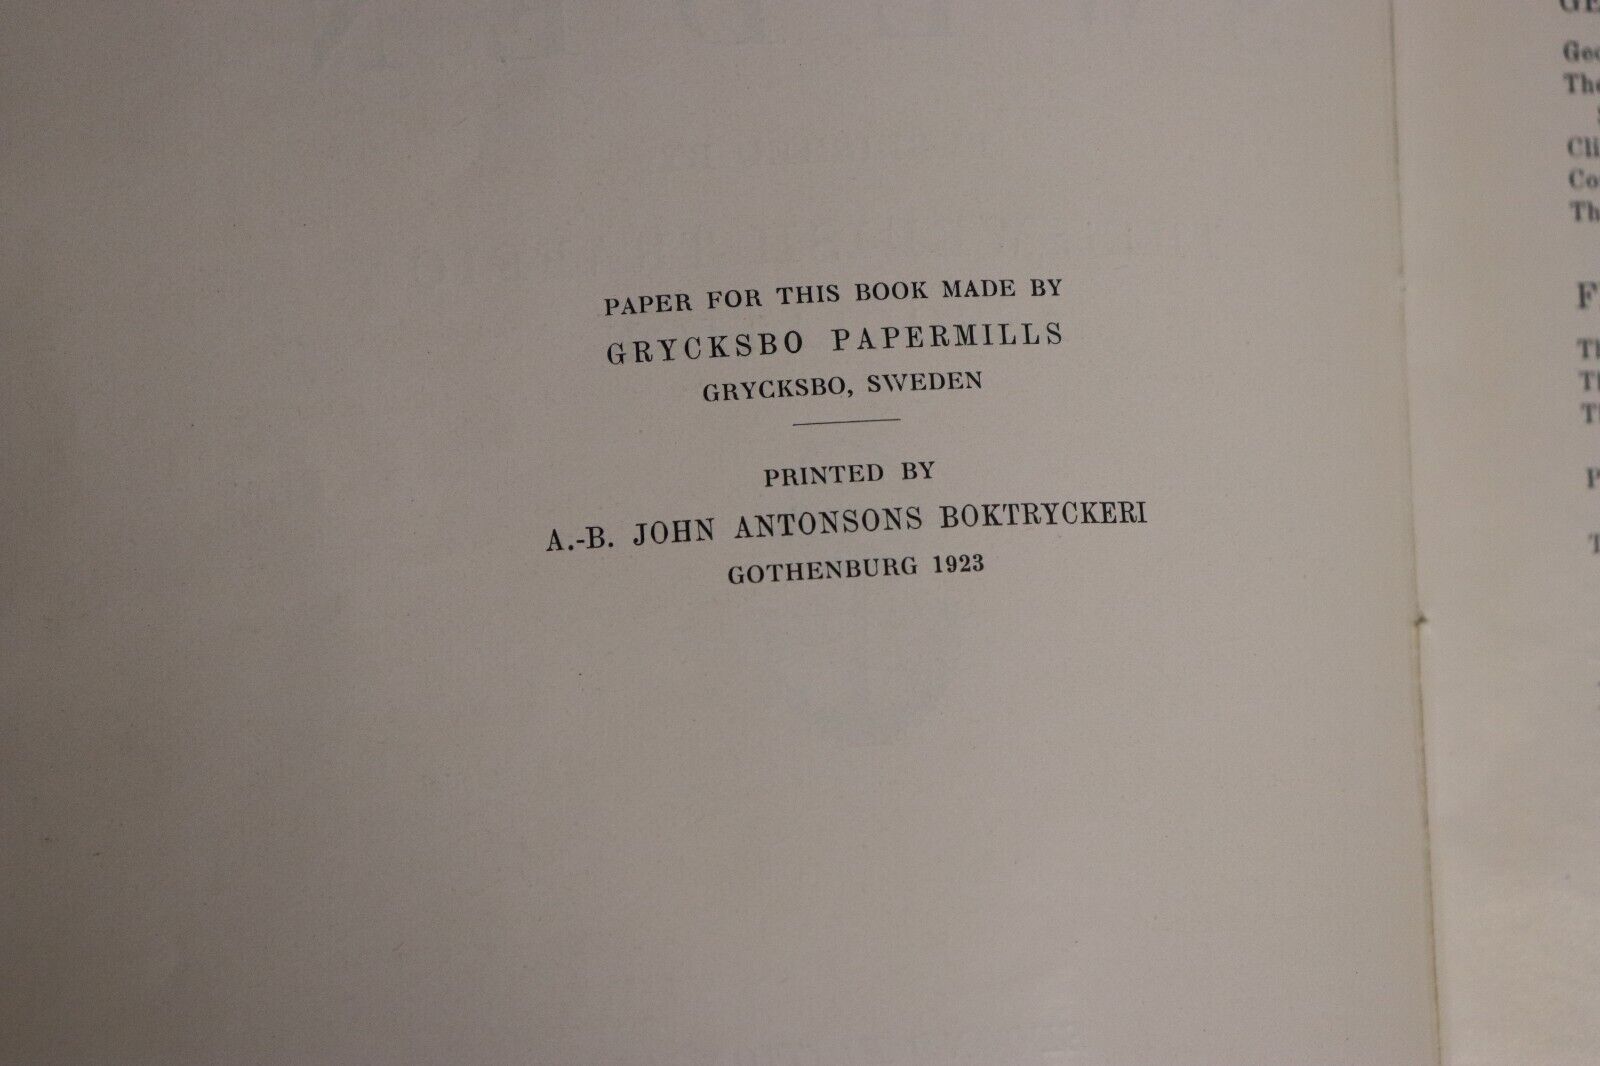 PAPER FOR THIS BOOK MADE BY
GRYCKSBO PAPERMILLS
GRYCKSBO, SWEDEN
PRINTED BY
A.-B. JOHN ANTONSONS BOKTRYCKERI
GOTHENBURG 1923